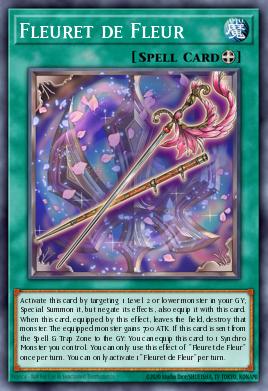 Fleuret de Fleur
魔
[Spell Card]
Activate this card by targeting 1 Level 2 or lower monster in your GY;
Special Summon it, but negate its effects, also equip it with this card.
When this card, equipped by this effect, leaves the field, destroy that
monster. The equipped monster gains 700 ATK. If this card is sent from
the Spell & Trap Zone to the GY: You can equip this card to 1 Synchro
Monster you control. You can only use this effect of "Fleuret de Fleur"
once per turn. You can only activate 1 "Fleuret de Fleur" per turn.